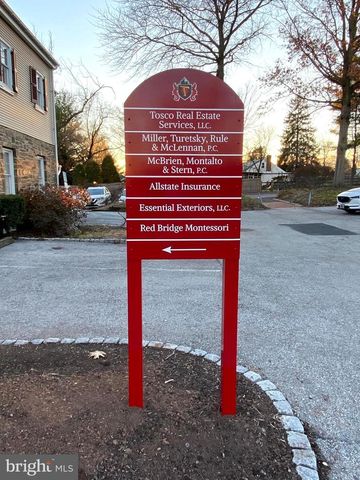 Tosco Real Estate
Services, LLC.
Miller, Turetsky, Rule
& McLennan, P.C.
McBrien, Montalto
& Stern, P.C.
Allstate Insurance
Essential Exteriors, LLC.
Red Bridge Montessori
bright MLS